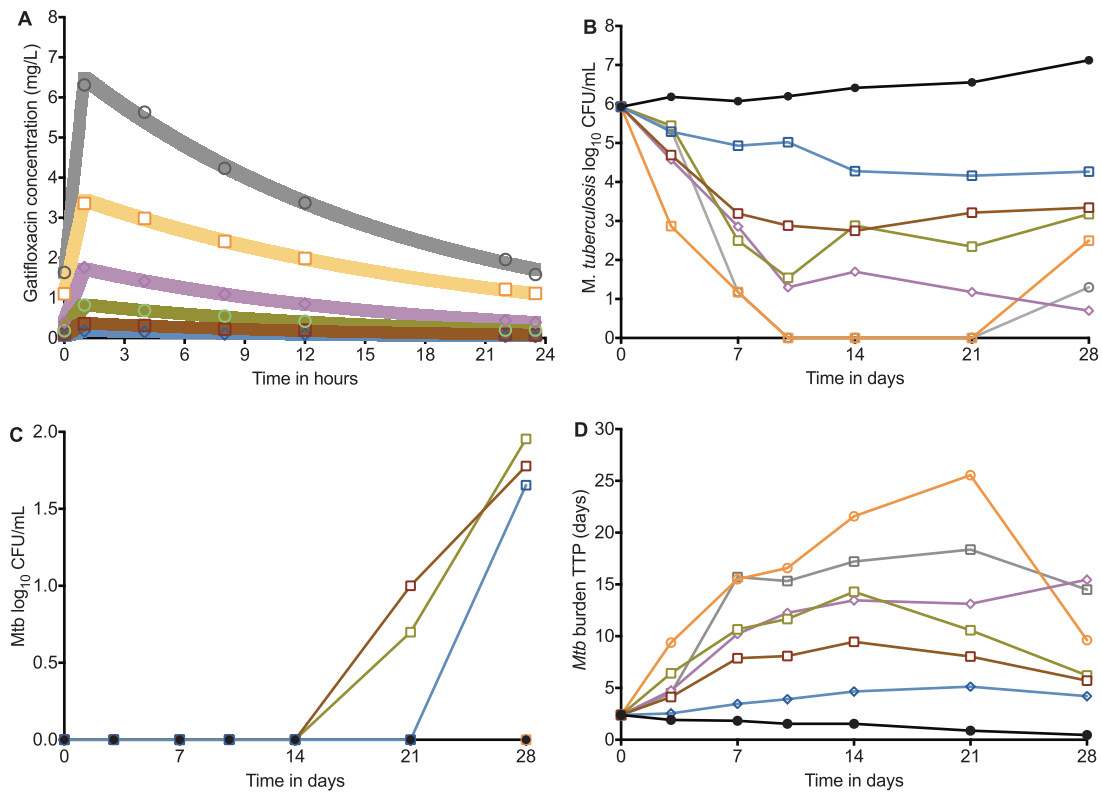 A
8
7
6
5
4
3
2
1
0
Gatifloxacin concentration (mg/L)
0 3 6 9 12 15 18 21 24
Time in hours
B
8
7
6
5
4
3
2
1
0
M. tuberculosis log10 CFU/mL
0 7 14 21 28
Time in days
C
2.0
1.5
1.0
0.5
0.0
Mtb log10 CFU/mL
0 7 14 21 28
Time in days
D
30
25
20
15
10
5
0
Mtb burden TTP (days)
0 7 14 21 28
Time in days